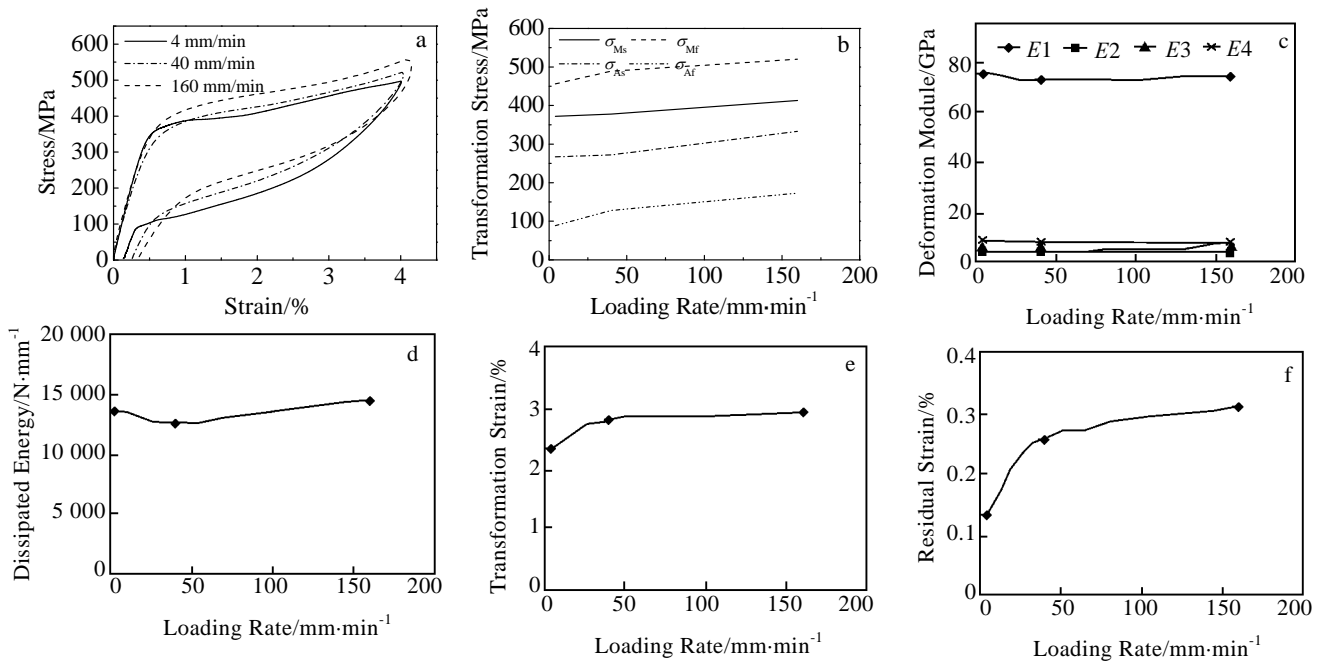 a
600
500
400
300
200
100
0
Stress/MPa
4 mm/min
40 mm/min
160 mm/min
0 1 2 3 4
Strain/%
b
600
500
400
300
200
100
0
Transformation Stress/MPa
σMs σMf
σAs σAf
0 50 100 150 200
Loading Rate/mm·min-1
c
100
80
60
40
20
0
Deformation Module/GPa
E1 E2 E3 E4
0 50 100 150 200
Loading Rate/mm·min-1
d
20 000
15 000
10 000
5 000
0
Dissipated Energy/N·mm-1
0 50 100 150 200
Loading Rate/mm·min-1
e
4
3
2
1
0
Transformation Strain/%
0 50 100 150 200
Loading Rate/mm·min-1
f
0.4
0.3
0.2
0.1
0
Residual Strain/%
0 50 100 150 200
Loading Rate/mm·min-1